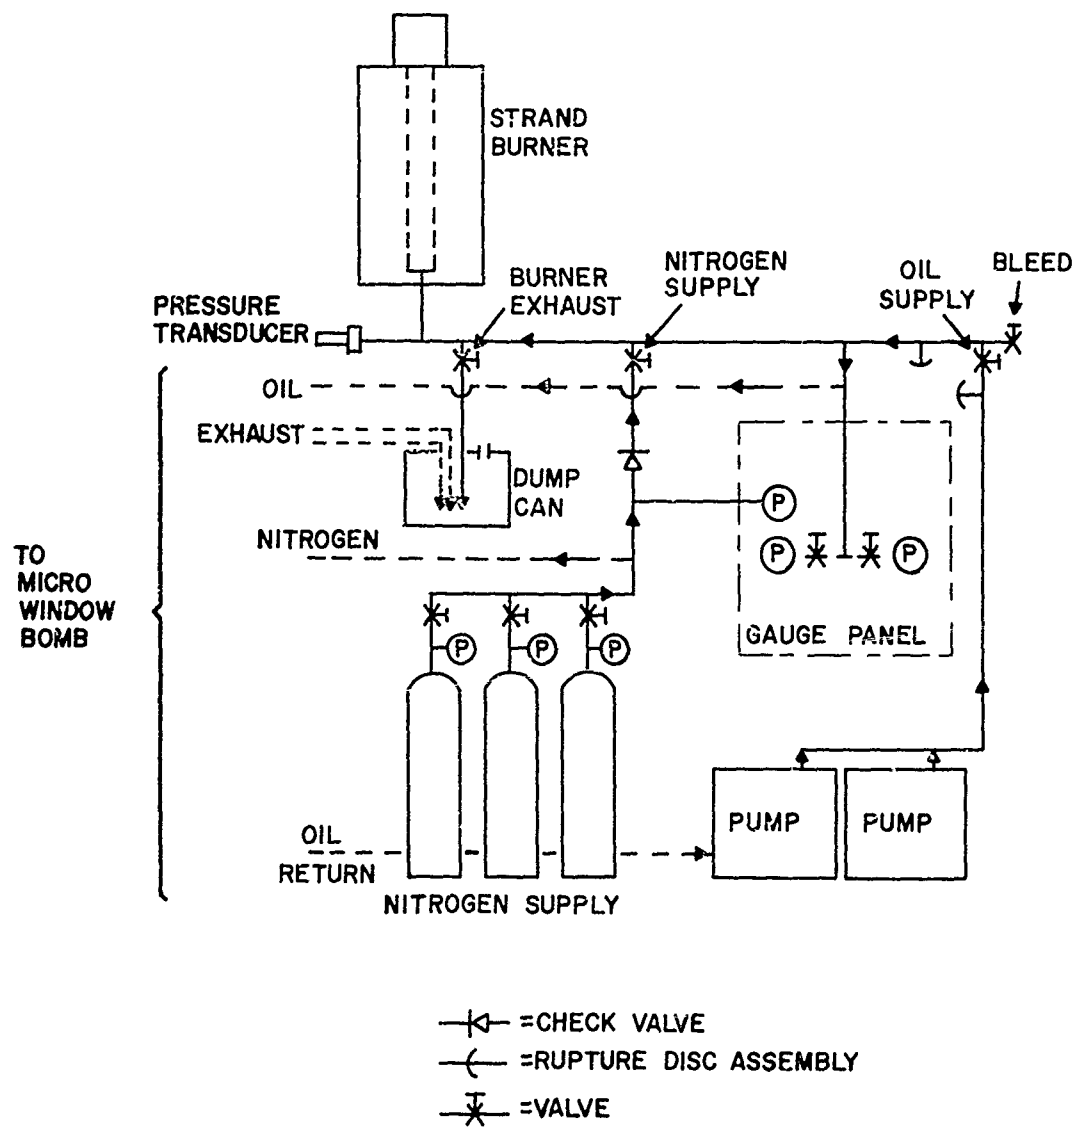 STRAND
BURNER
BURNER
EXHAUST
NITROGEN
SUPPLY
OIL
SUPPLY
BLEED
PRESSURE
TRANSDUCER
OIL
EXHAUST
DUMP
CAN
P
NITROGEN
P
P
TO
MICRO
WINDOW
BOMB
GAUGE PANEL
P
P
P
PUMP
PUMP
OIL
RETURN
NITROGEN SUPPLY
=CHECK VALVE
=RUPTURE DISC ASSEMBLY
=VALVE